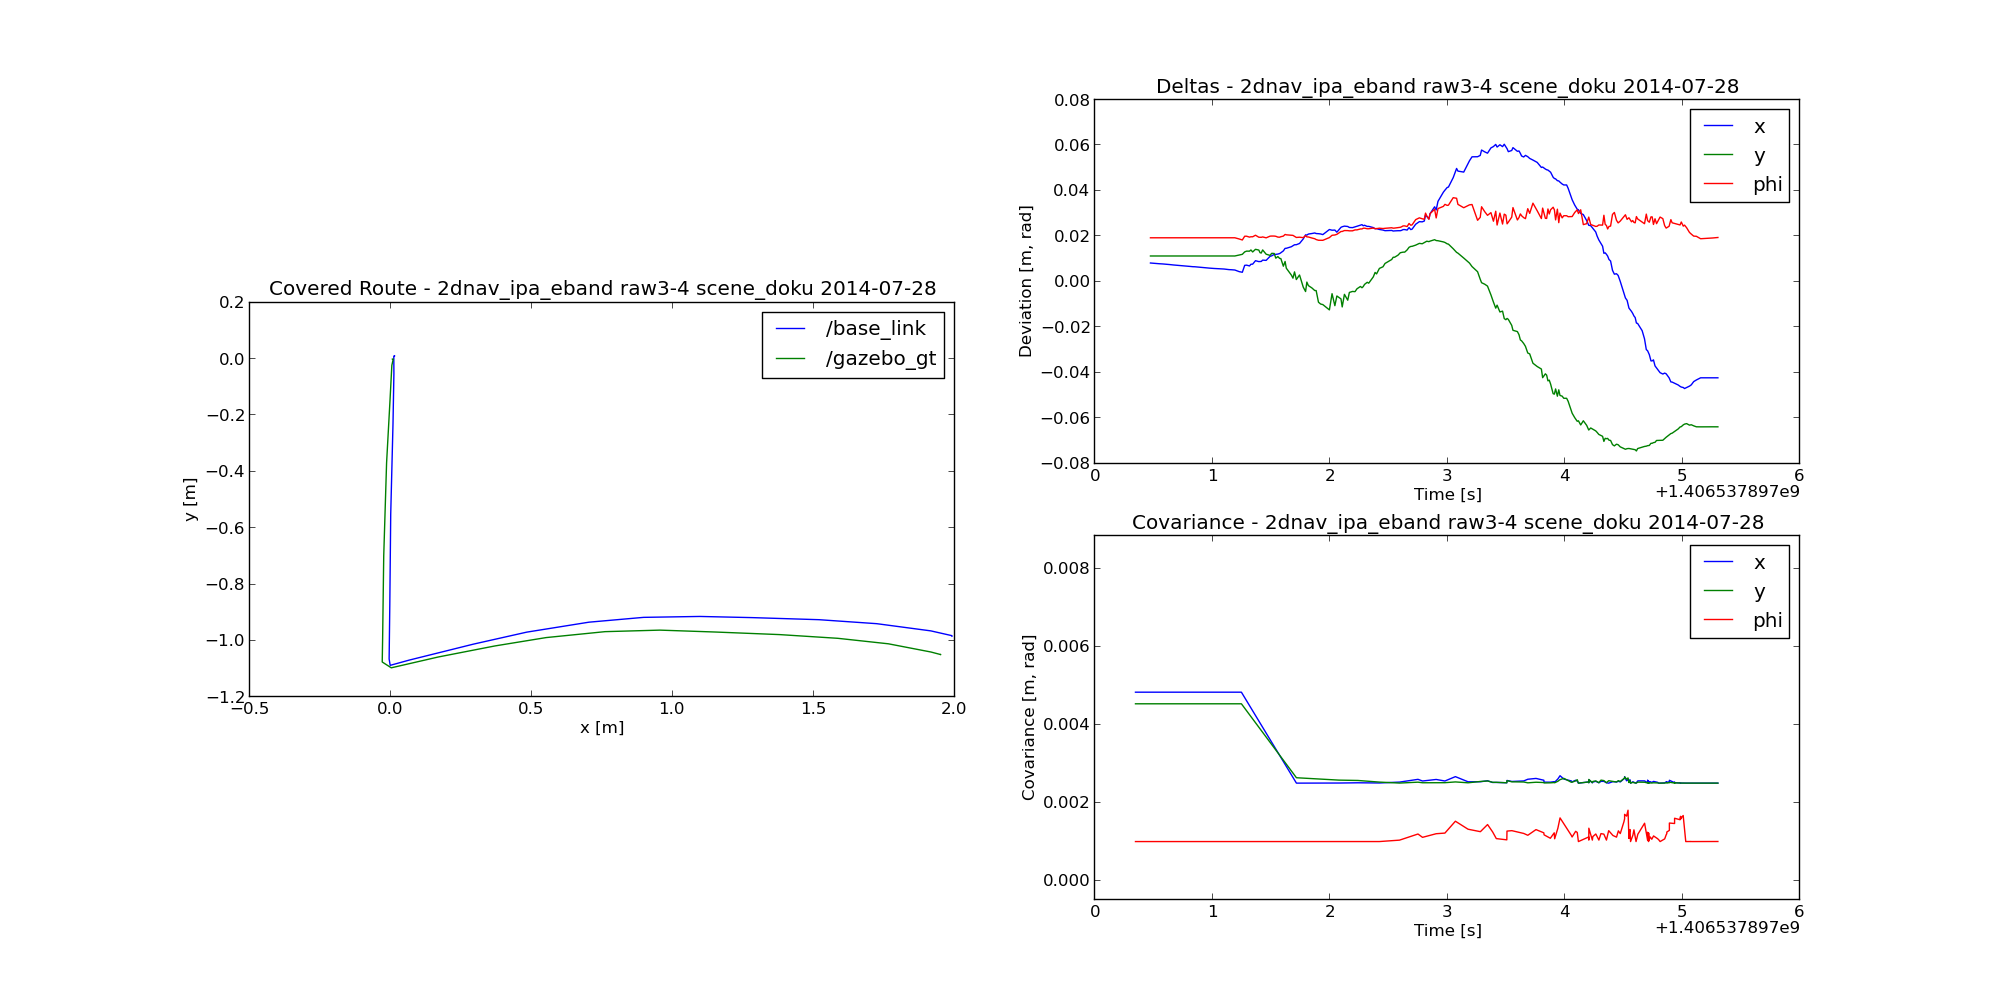 Covered Route - 2dnav_ipa_eband raw3-4 scene_doku 2014-07-28
0.2
0.0
−0.2
−0.4
−0.6
−0.8
−1.0
−1.2
y [m]
/base_link
/gazebo_gt
−0.5 0.0 0.5 1.0 1.5 2.0
x [m]
Deltas - 2dnav_ipa_eband raw3-4 scene_doku 2014-07-28
0.08
0.06
0.04
0.02
0.00
−0.02
−0.04
−0.06
−0.08
Deviation [m, rad]
x
y
phi
0 1 2 3 4 5 6
Time [s]
+1.406537897e9
Covariance - 2dnav_ipa_eband raw3-4 scene_doku 2014-07-28
0.008
0.006
0.004
0.002
0.000
Covariance [m, rad]
x
y
phi
0 1 2 3 4 5 6
Time [s]
+1.406537897e9